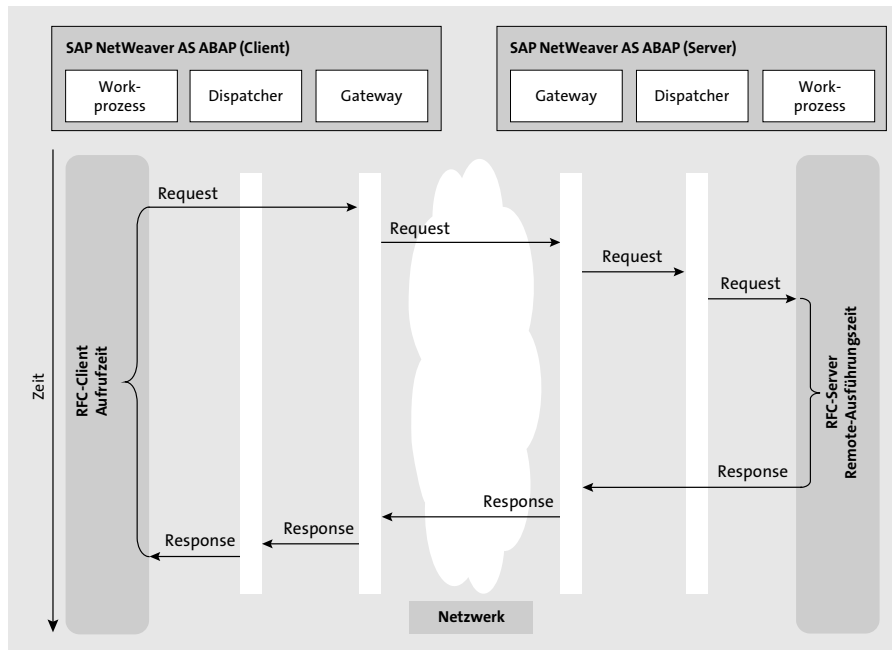 SAP NetWeaver AS ABAP (Client)
Work-
prozess
Dispatcher
Gateway
SAP NetWeaver AS ABAP (Server)
Gateway
Dispatcher
Work-
prozess
Zeit
RFC-Client
Aufrufzeit
Request
Request
Request
Request
RFC-Server
Remote-Ausführungszeit
Response
Response
Response
Response
Netzwerk